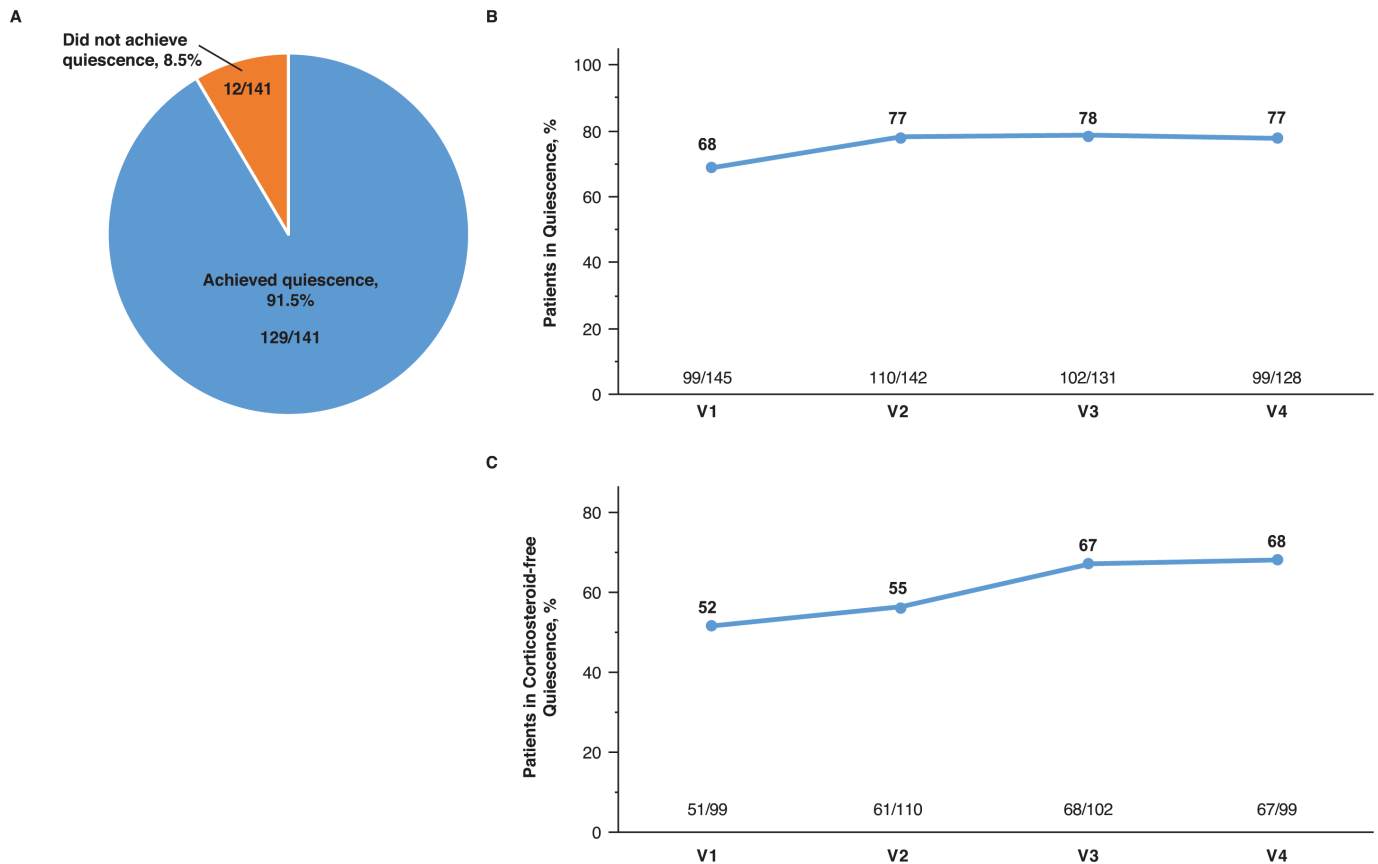 A
Did not achieve
quiescence, 8.5%
12/141
Achieved quiescence,
91.5%
129/141
B
Patients in Quiescence, %
100
80
60
40
20
0
68
77
78
77
99/145
110/142
102/131
99/128
V1
V2
V3
V4
C
Patients in Corticosteroid-free
Quiescence, %
80
60
40
20
0
52
55
67
68
51/99
61/110
68/102
67/99
V1
V2
V3
V4